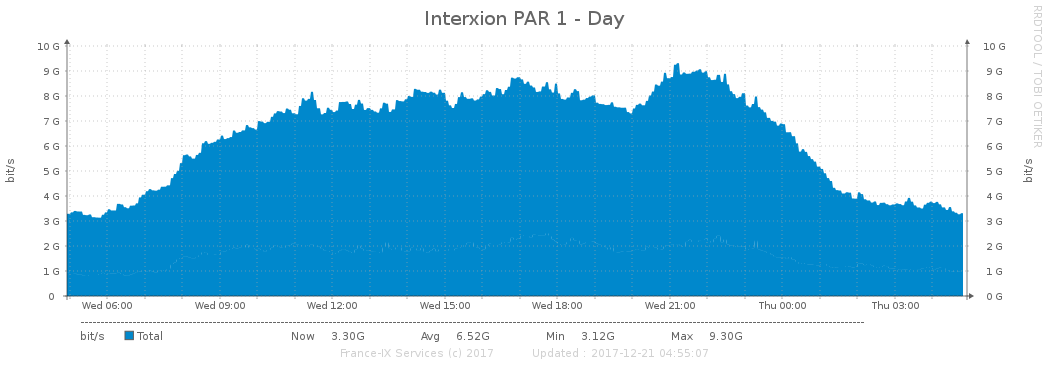 Interxion PAR 1 - Day
RRDTOOL / TOBI OETIKER
10 G 10 G
9 G 9 G
8 G 8 G
7 G 7 G
6 G 6 G
5 G 5 G
4 G 4 G
3 G 3 G
2 G 2 G
1 G 1 G
0 0 G
bit/s bit/s
Wed 06:00 Wed 09:00 Wed 12:00 Wed 15:00 Wed 18:00 Wed 21:00 Thu 00:00 Thu 03:00
bit/s Total Now 3.30G Avg 6.52G Min 3.12G Max 9.30G
France-IX Services (c) 2017 Updated : 2017-12-21 04:55:07